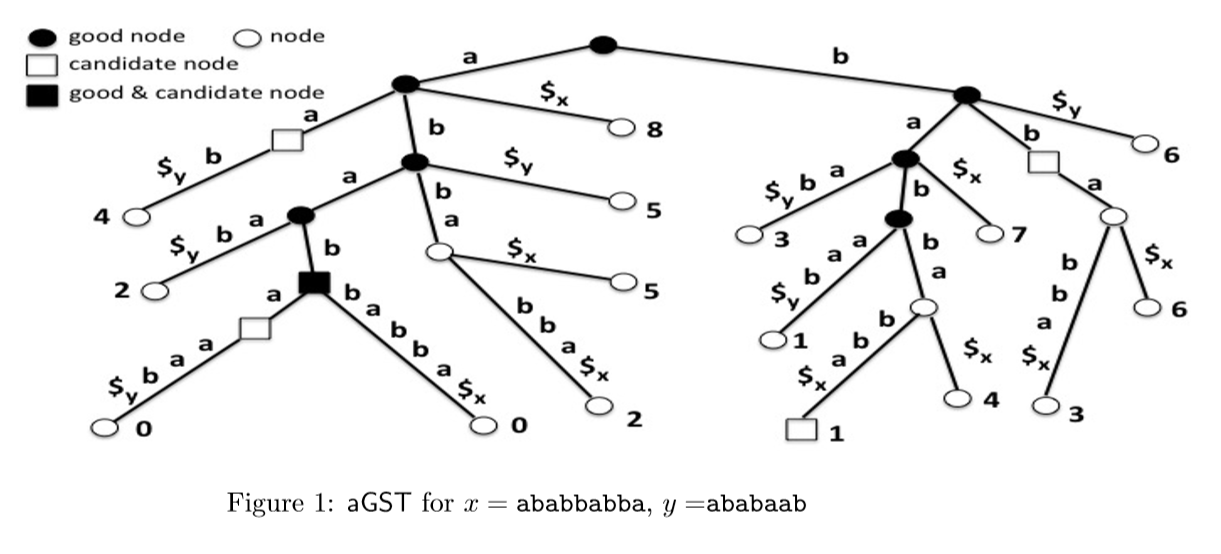 good node node
candidate node
good & candidate node
a b
a $x 8 b a b $y 6
b $y a $y 5 b a $x b a
4 $y b a b a $y b a 3 b $x 7
2 $y b a b $x 5 a a b $y 1 b a b b a $x 3 $x 6
a b a b b a $x 0 b b a $x 2 b b a $x 1 $x 4
$y b a a 0
Figure 1: aGST for x = ababbabba, y =ababaab